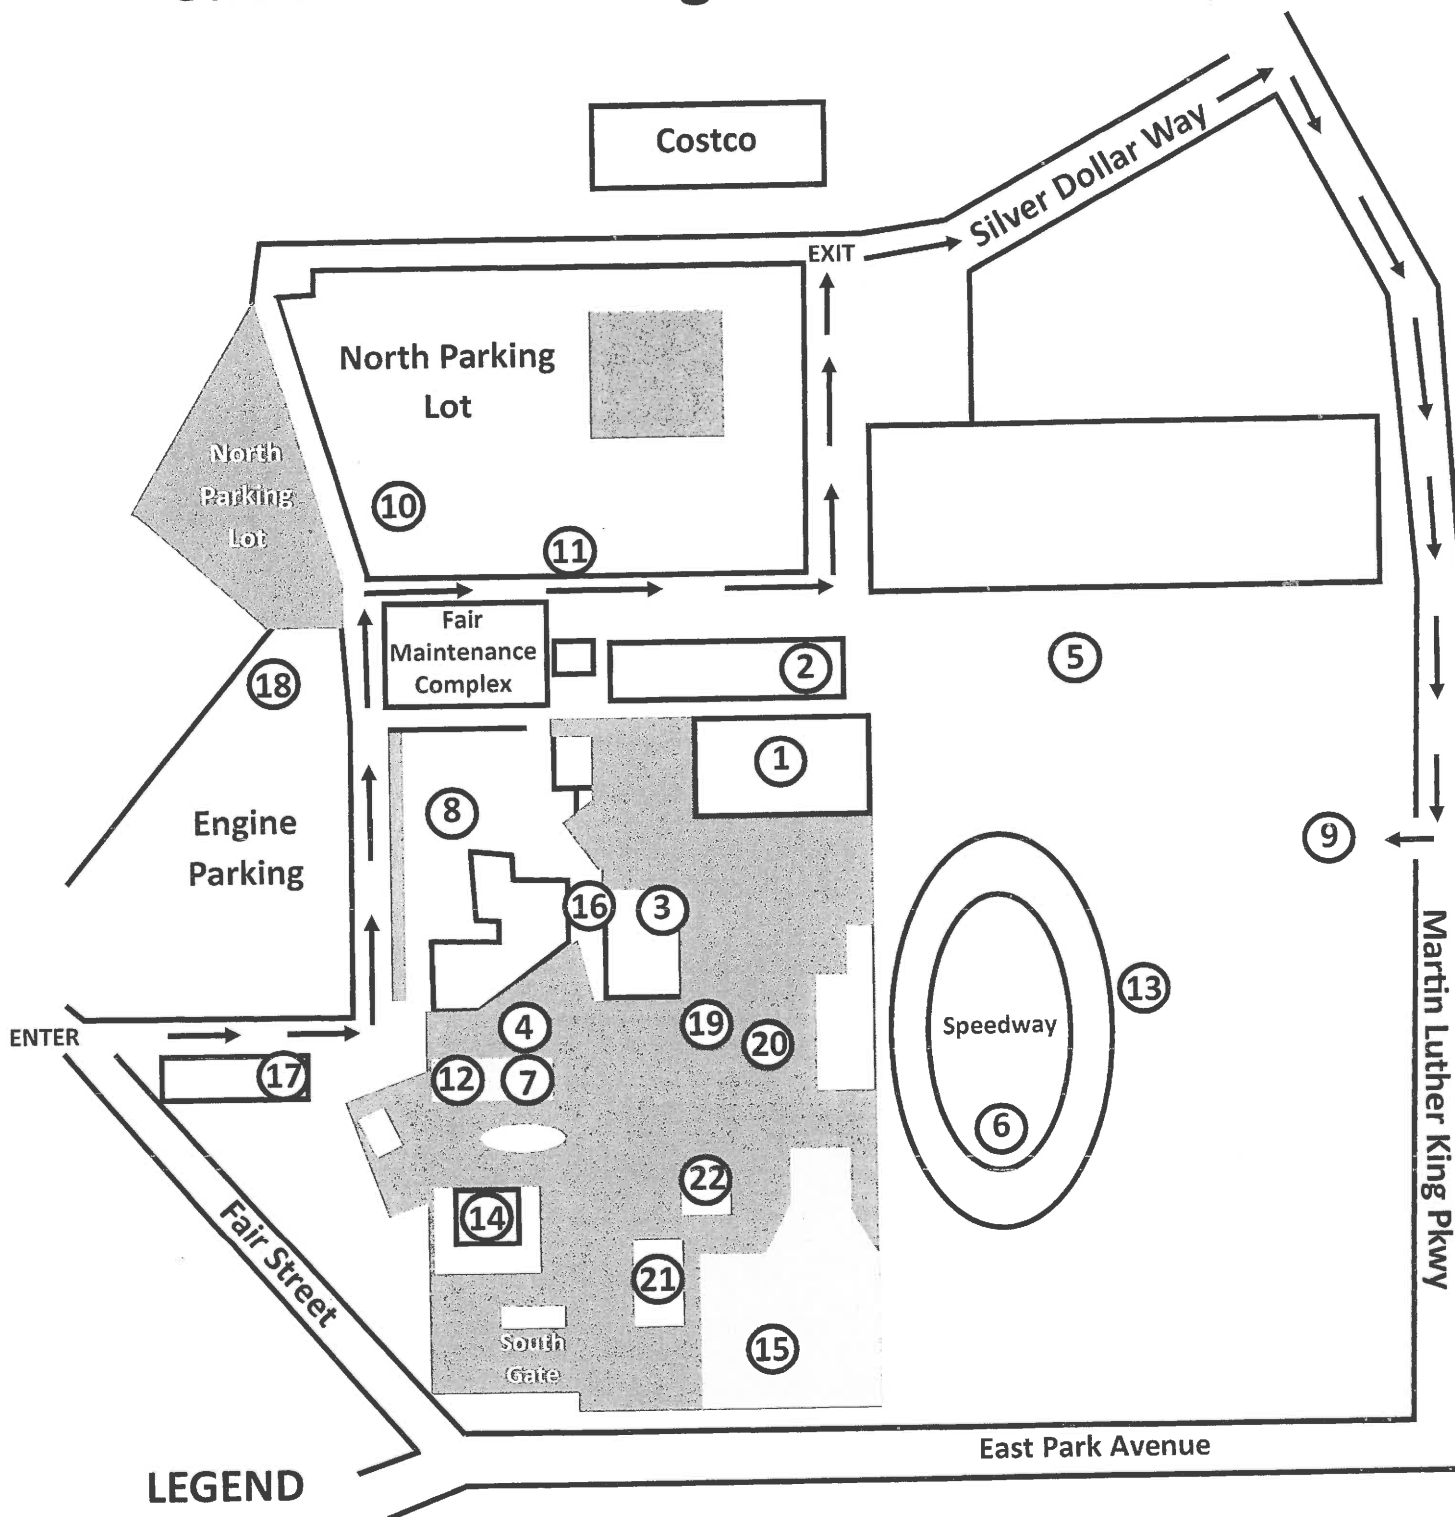 Costco
Silver Dollar Way
EXIT
North Parking
Lot
North
Parking
Lot
10
11
Fair
Maintenance
Complex
2
5
18
1
8
Engine
Parking
9
16
3
13
ENTER
4
19
20
Speedway
17
12
7
6
Martin Luther King Pkwy
22
14
Fair Street
21
South
Gate
15
East Park Avenue
LEGEND